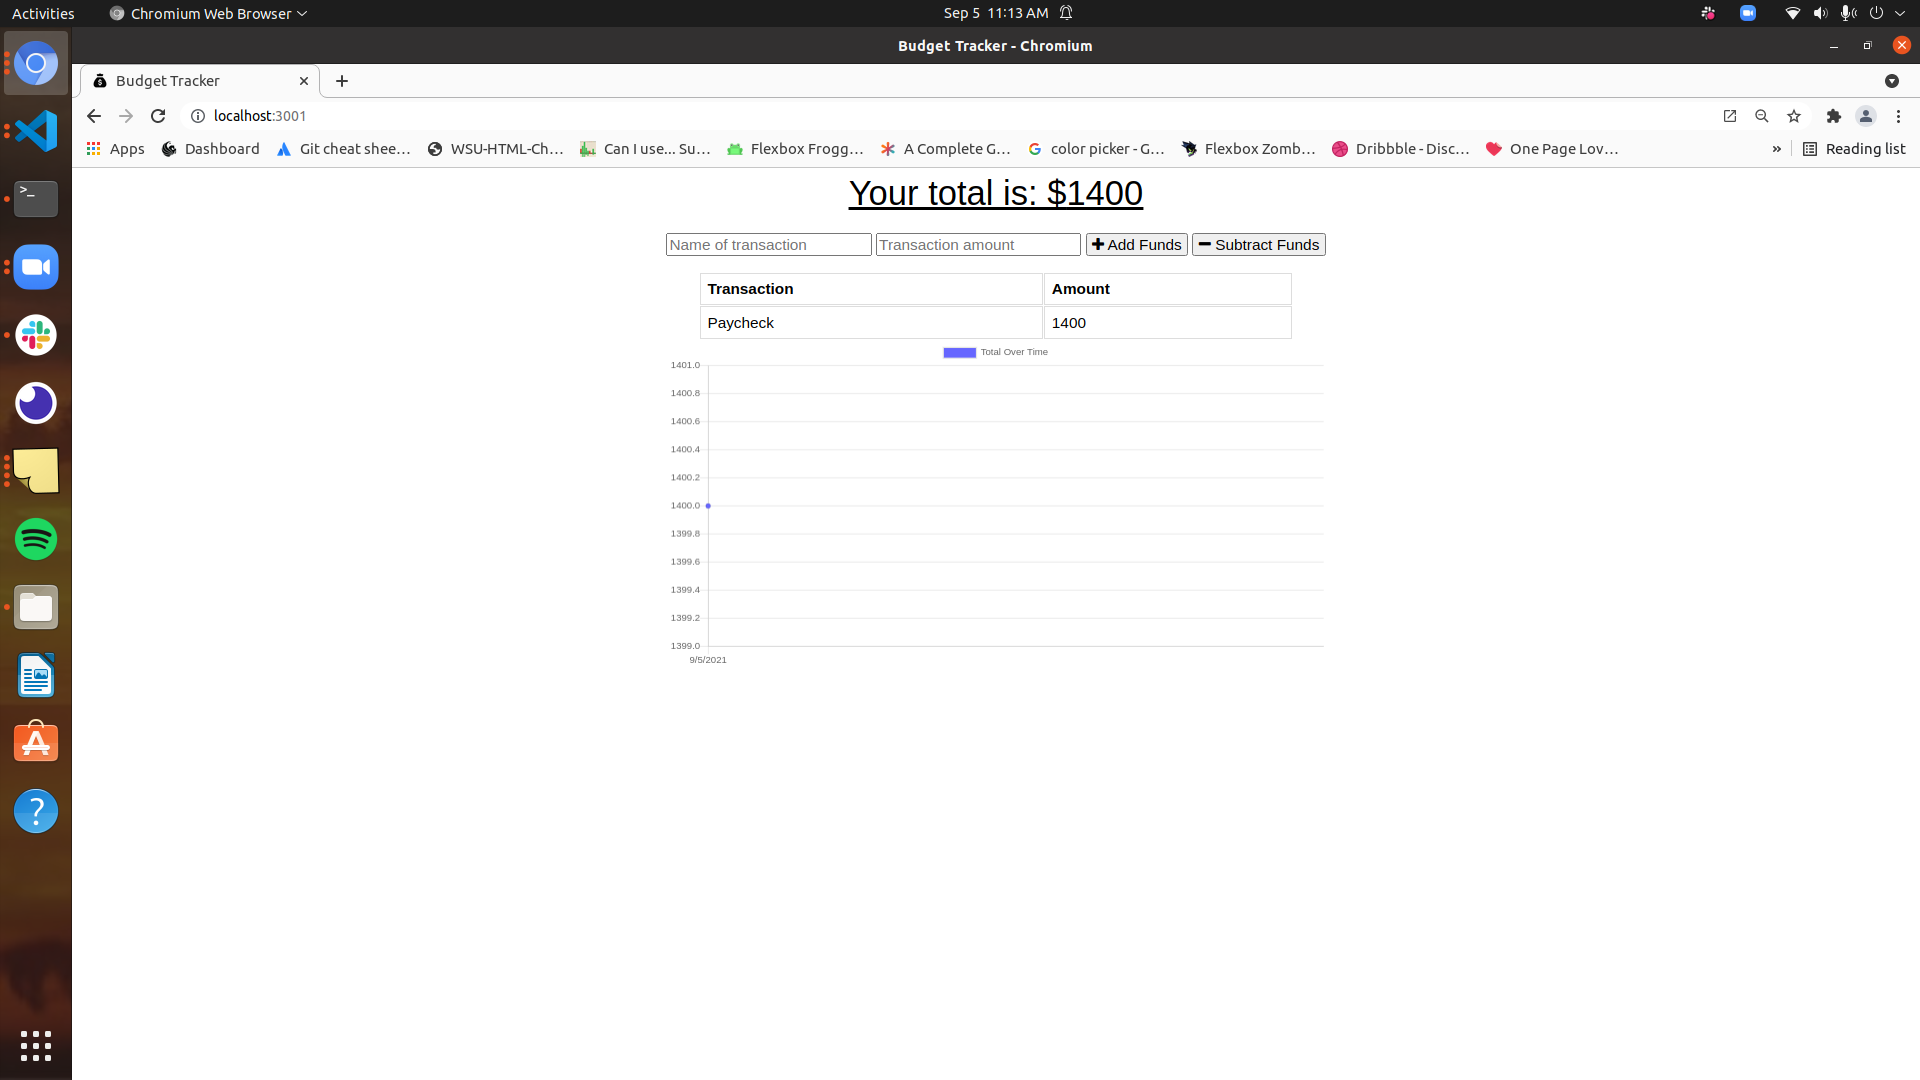 Activities
Chromium Web Browser
Sep 5 11:13 AM
Budget Tracker - Chromium
Budget Tracker
localhost:3001
Apps
Dashboard
Git cheat shee...
WSU-HTML-Ch...
Can I use... Su...
Flexbox Frogg...
A Complete G...
color picker - G...
Flexbox Zomb...
Dribbble - Disc...
One Page Lov...
»
Reading list
Your total is: $1400
Name of transaction
Transaction amount
Add Funds
Subtract Funds
Transaction Amount
Paycheck 1400
Total Over Time
1401.0
1400.8
1400.6
1400.4
1400.2
1400.0
1399.8
1399.6
1399.4
1399.2
1399.0
9/5/2021